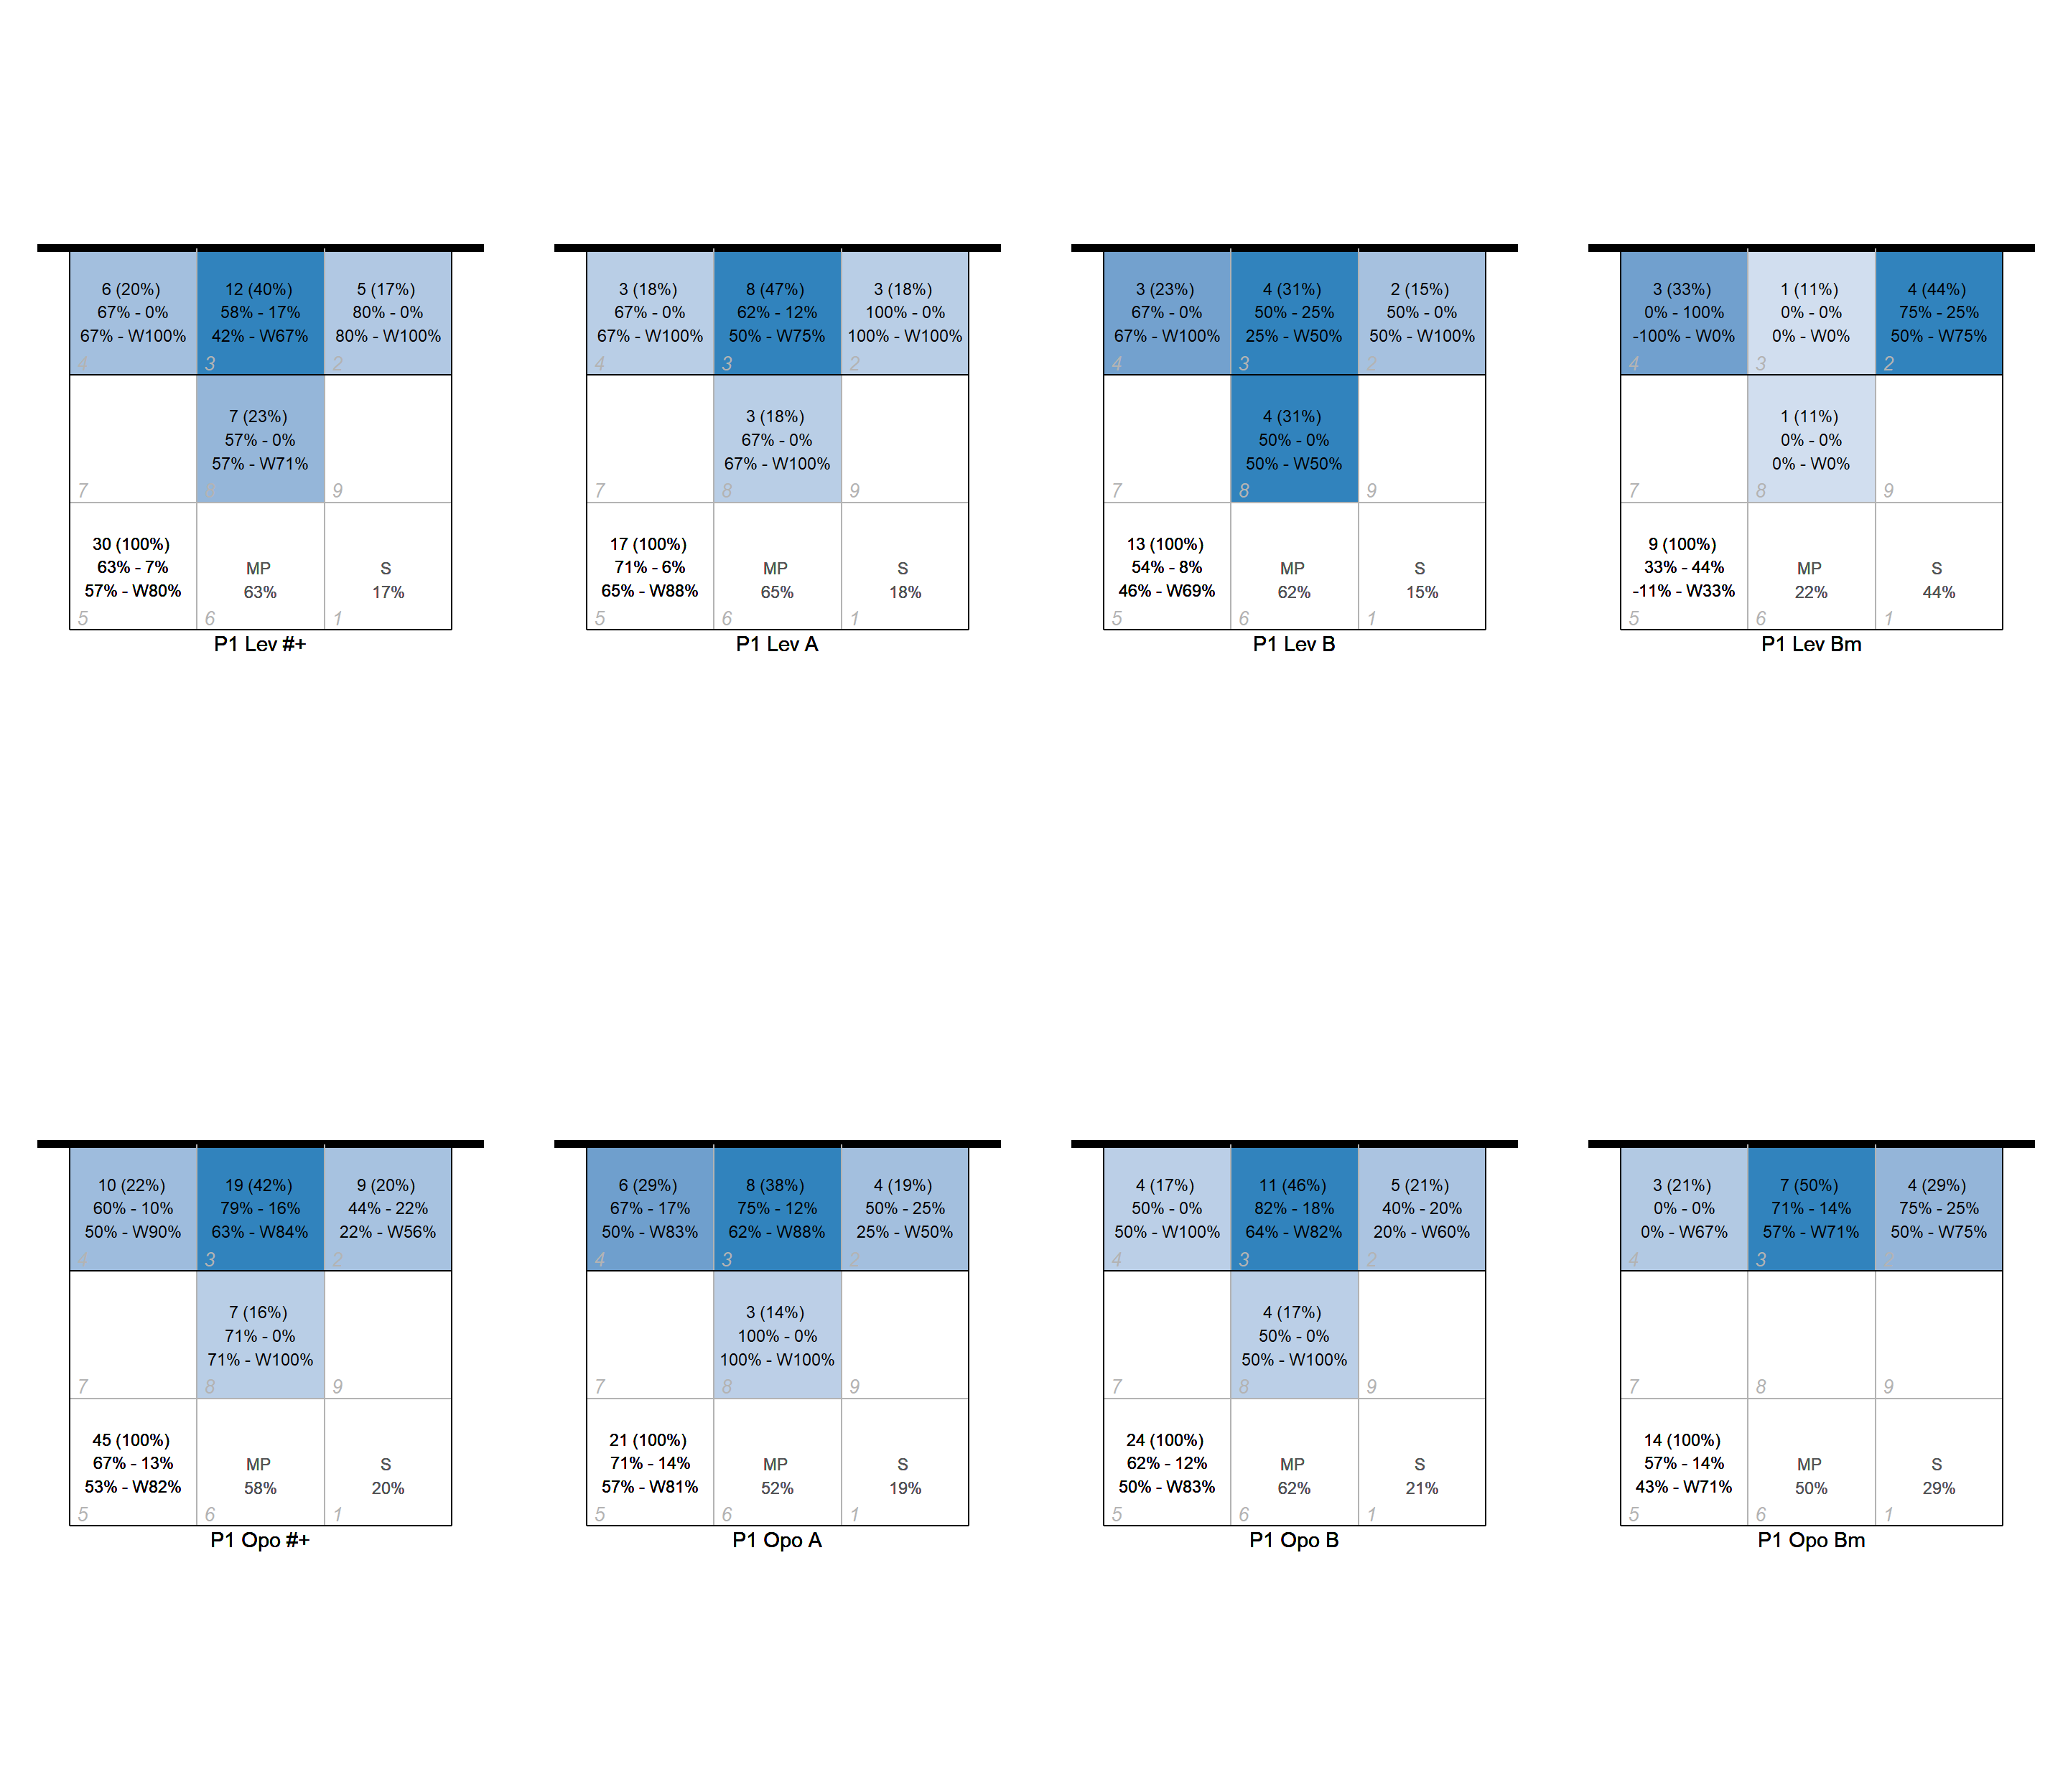 6 (20%)
67% - 0%
67% - W100%
4
12 (40%)
58% - 17%
42% - W67%
3
5 (17%)
80% - 0%
80% - W100%
2
7
7 (23%)
57% - 0%
57% - W71%
8
9
30 (100%)
63% - 7%
57% - W80%
5
MP
63%
6
S
17%
1
P1 Lev #+
3 (18%)
67% - 0%
67% - W100%
4
8 (47%)
62% - 12%
50% - W75%
3
3 (18%)
100% - 0%
100% - W100%
2
7
3 (18%)
67% - 0%
67% - W100%
8
9
17 (100%)
71% - 6%
65% - W88%
5
MP
65%
6
S
18%
1
P1 Lev A
3 (23%)
67% - 0%
67% - W100%
4
4 (31%)
50% - 25%
25% - W50%
3
2 (15%)
50% - 0%
50% - W100%
2
7
4 (31%)
50% - 0%
50% - W50%
8
9
13 (100%)
54% - 8%
46% - W69%
5
MP
62%
6
S
15%
1
P1 Lev B
3 (33%)
0% - 100%
-100% - W0%
4
1 (11%)
0% - 0%
0% - W0%
3
4 (44%)
75% - 25%
50% - W75%
2
7
1 (11%)
0% - 0%
0% - W0%
8
9
9 (100%)
33% - 44%
-11% - W33%
5
MP
22%
6
S
44%
1
P1 Lev Bm
10 (22%)
60% - 10%
50% - W90%
4
19 (42%)
79% - 16%
63% - W84%
3
9 (20%)
44% - 22%
22% - W56%
2
7
7 (16%)
71% - 0%
71% - W100%
8
9
45 (100%)
67% - 13%
53% - W82%
5
MP
58%
6
S
20%
1
P1 Opo #+
6 (29%)
67% - 17%
50% - W83%
4
8 (38%)
75% - 12%
62% - W88%
3
4 (19%)
50% - 25%
25% - W50%
2
7
3 (14%)
100% - 0%
100% - W100%
8
9
21 (100%)
71% - 14%
57% - W81%
5
MP
52%
6
S
19%
1
P1 Opo A
4 (17%)
50% - 0%
50% - W100%
4
11 (46%)
82% - 18%
64% - W82%
3
5 (21%)
40% - 20%
20% - W60%
2
7
4 (17%)
50% - 0%
50% - W100%
8
9
24 (100%)
62% - 12%
50% - W83%
5
MP
62%
6
S
21%
1
P1 Opo B
3 (21%)
0% - 0%
0% - W67%
4
7 (50%)
71% - 14%
57% - W71%
3
4 (29%)
75% - 25%
50% - W75%
2
7
8
9
14 (100%)
57% - 14%
43% - W71%
5
MP
50%
6
S
29%
1
P1 Opo Bm